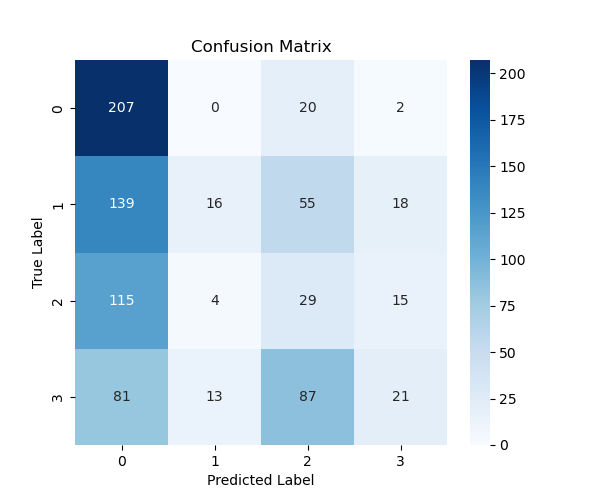 Confusion Matrix
True Label
0 207 0 20 2
1 139 16 55 18
2 115 4 29 15
3 81 13 87 21
0 1 2 3
Predicted Label
200
175
150
125
100
75
50
25
0